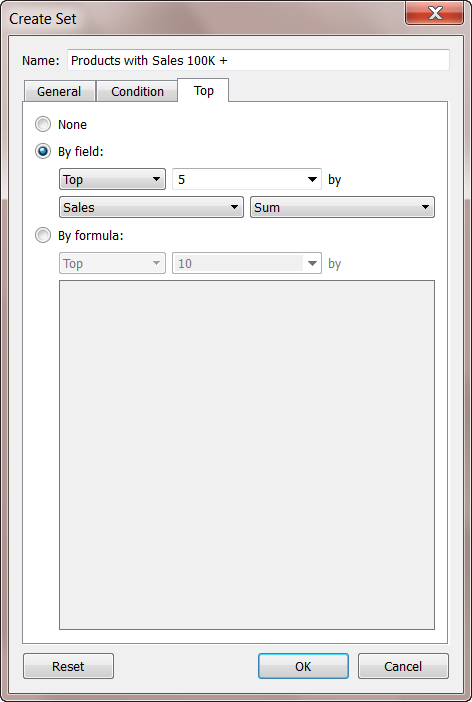 Create Set
Name: Products with Sales 100K +
General Condition Top
None
By field:
Top 5 by
Sales Sum
By formula:
Top 10 by
Reset OK Cancel